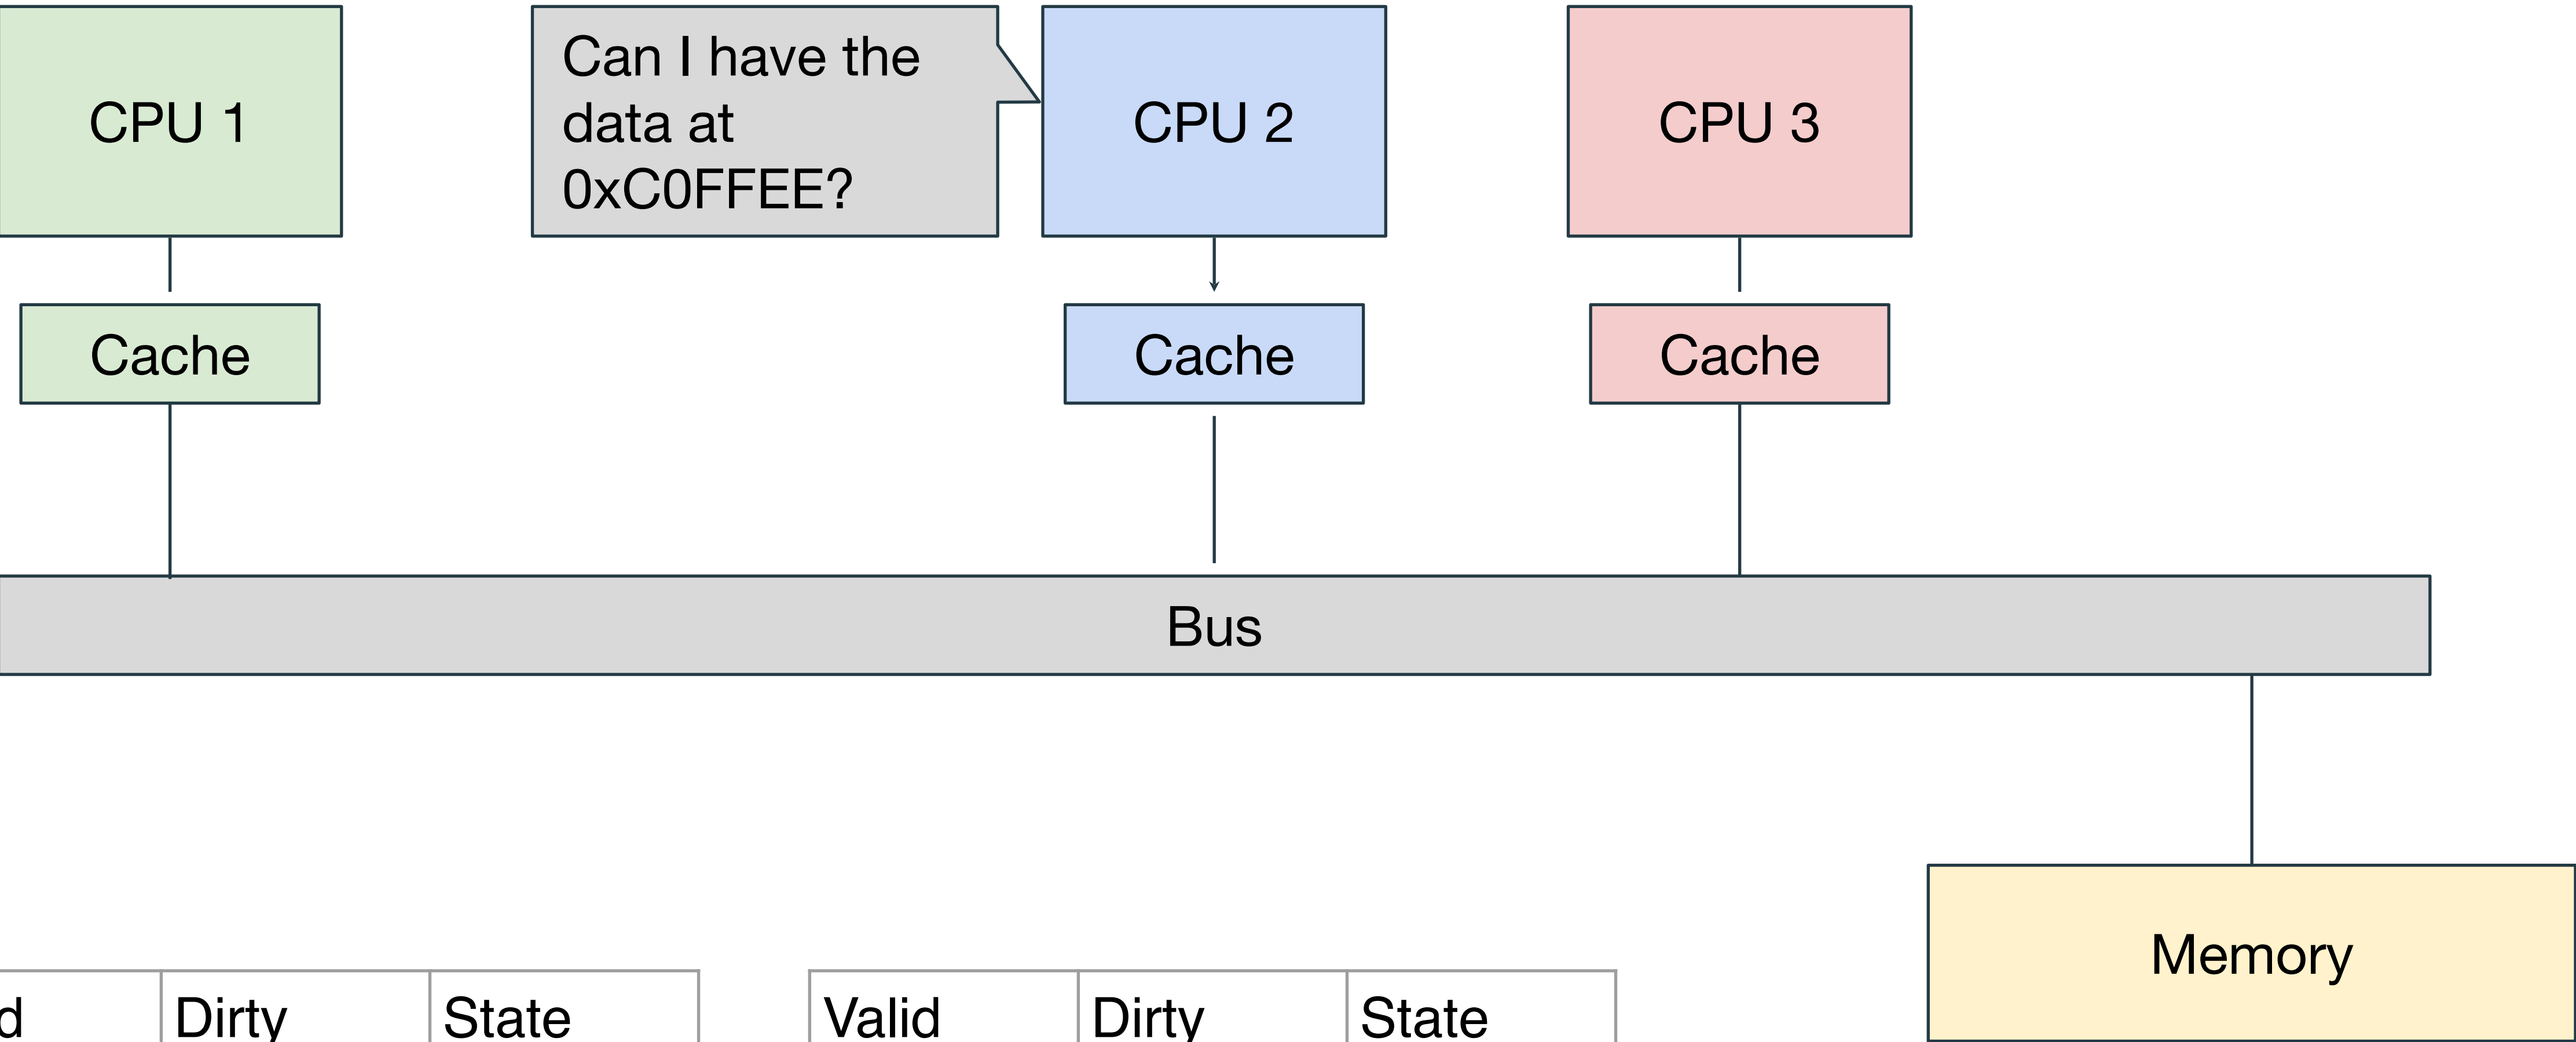 CPU 1
Can I have the
data at
0xC0FFEE?
CPU 2
CPU 3
Cache
Cache
Cache
Bus
Memory
d
Dirty
State
Valid
Dirty
State